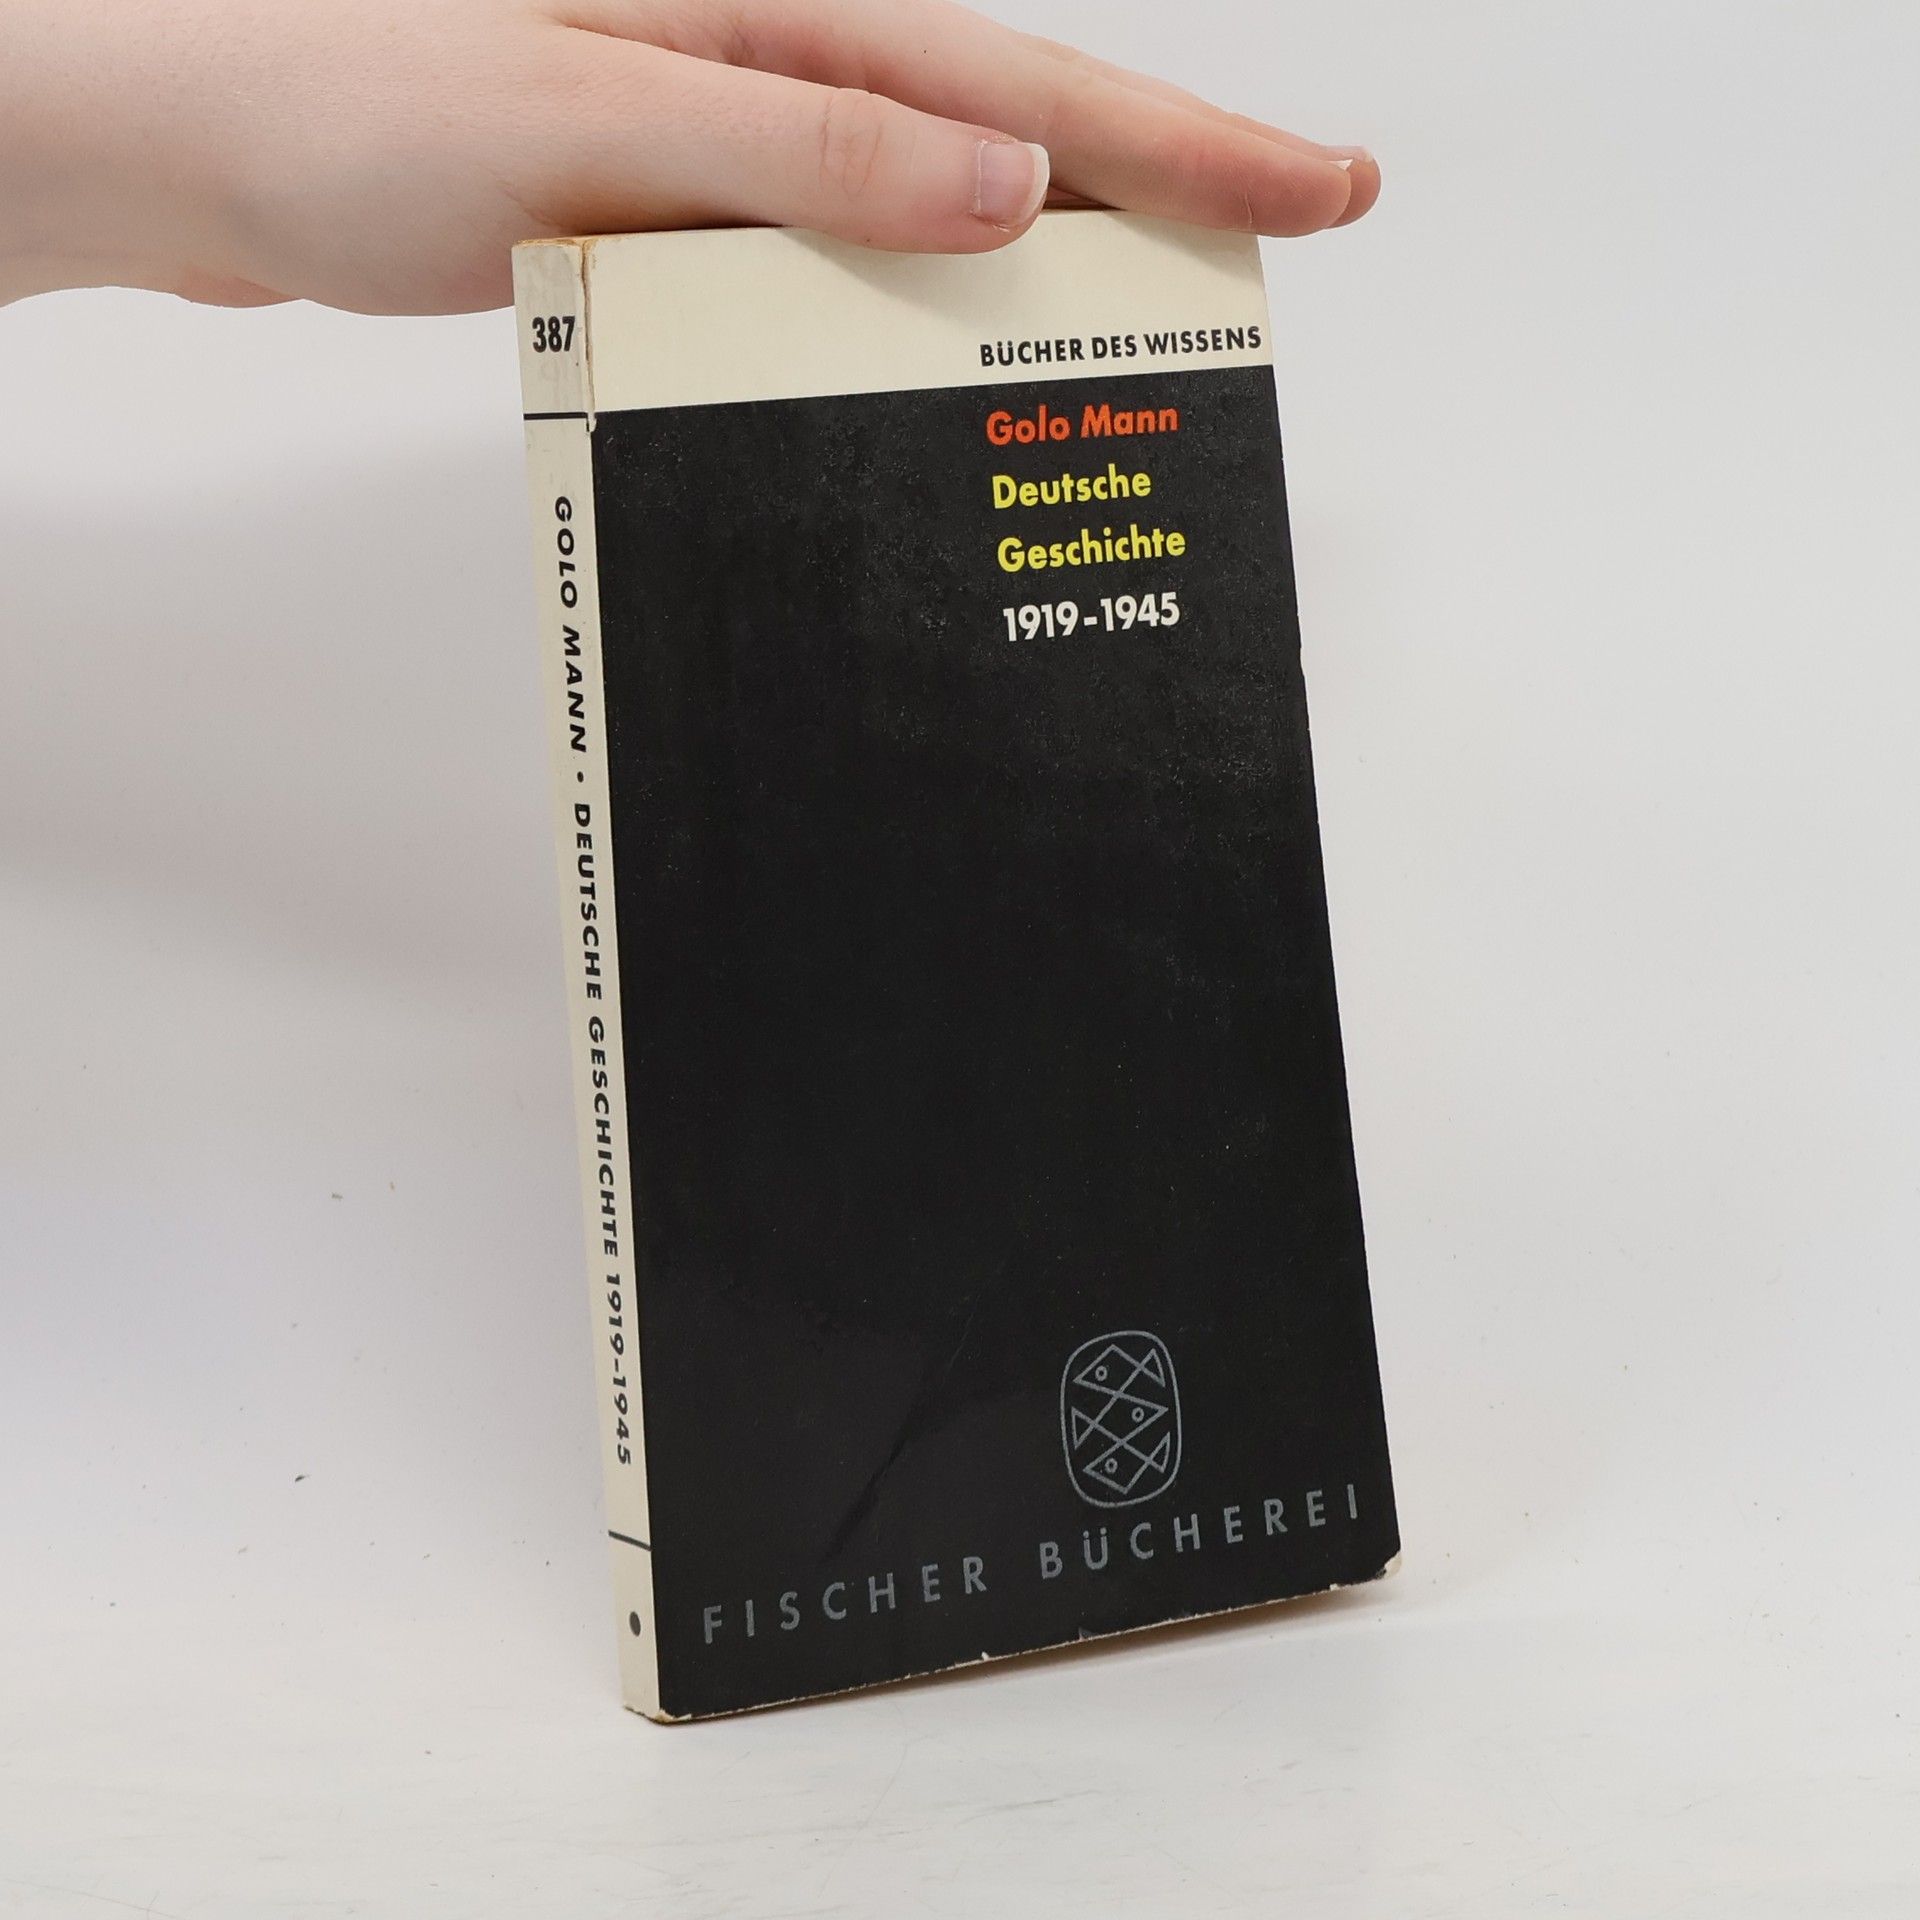 387
GOLO MANN • DEUTSCHE GESCHICHTE 1919-1945
BÜCHER DES WISSENS
Golo Mann
Deutsche
Geschichte
1919-1945
FISCHER BÜCHEREI